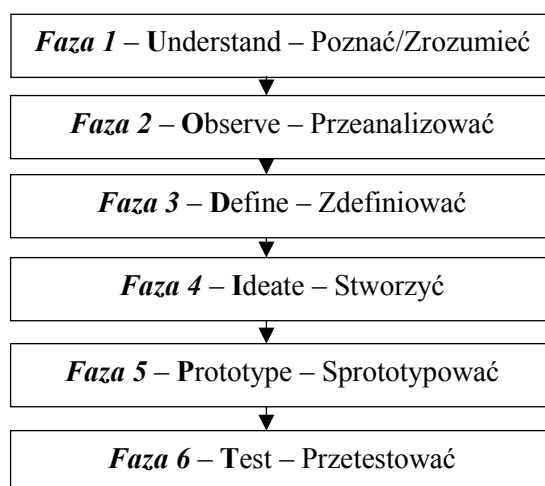 Faza 1 – Understand – Poznać/Zrozumieć
Faza 2 – Observe – Przeanalizować
Faza 3 – Define – Zdefiniować
Faza 4 – Ideate – Stworzyć
Faza 5 – Prototype – Sprototypować
Faza 6 – Test – Przetestować